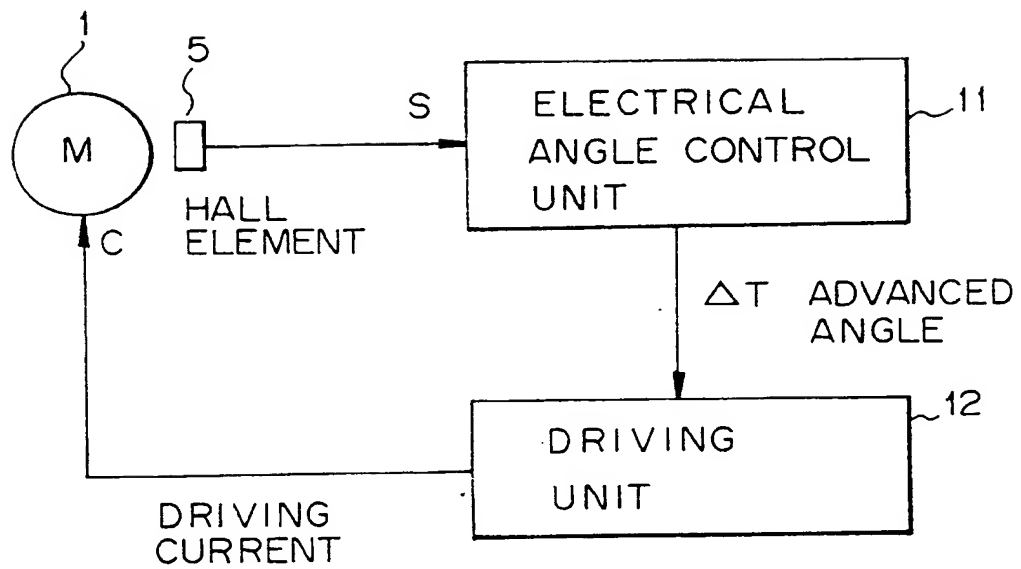 1
5
M
HALL
ELEMENT
S
ELECTRICAL
ANGLE CONTROL
UNIT
11
C
ΔT ADVANCED
ANGLE
DRIVING
UNIT
12
DRIVING
CURRENT